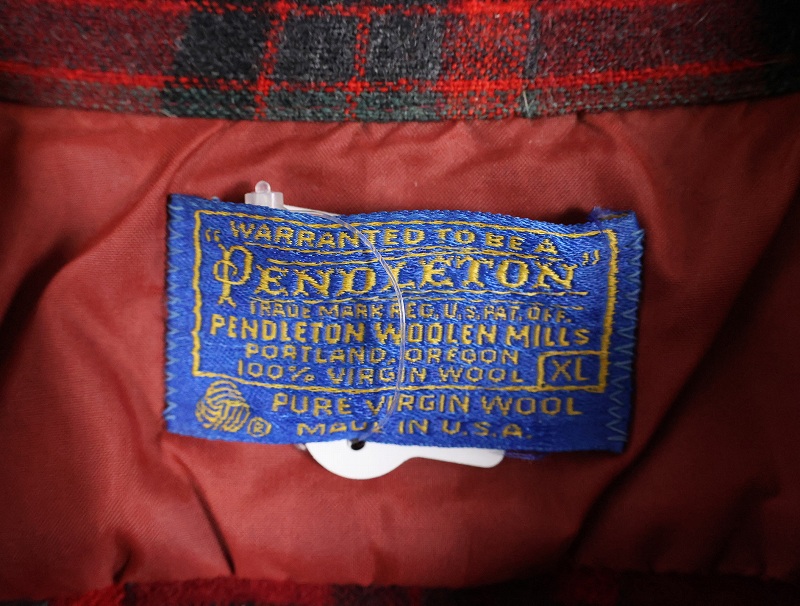 WARRANTED TO BE A
"PENDLETON"
TRADE MARK REG. U.S. PAT. OFF.
PENDLETON WOOLEN MILLS
PORTLAND, OREGON
100% VIRGIN WOOL XL
PURE VIRGIN WOOL
® MADE IN U.S.A.